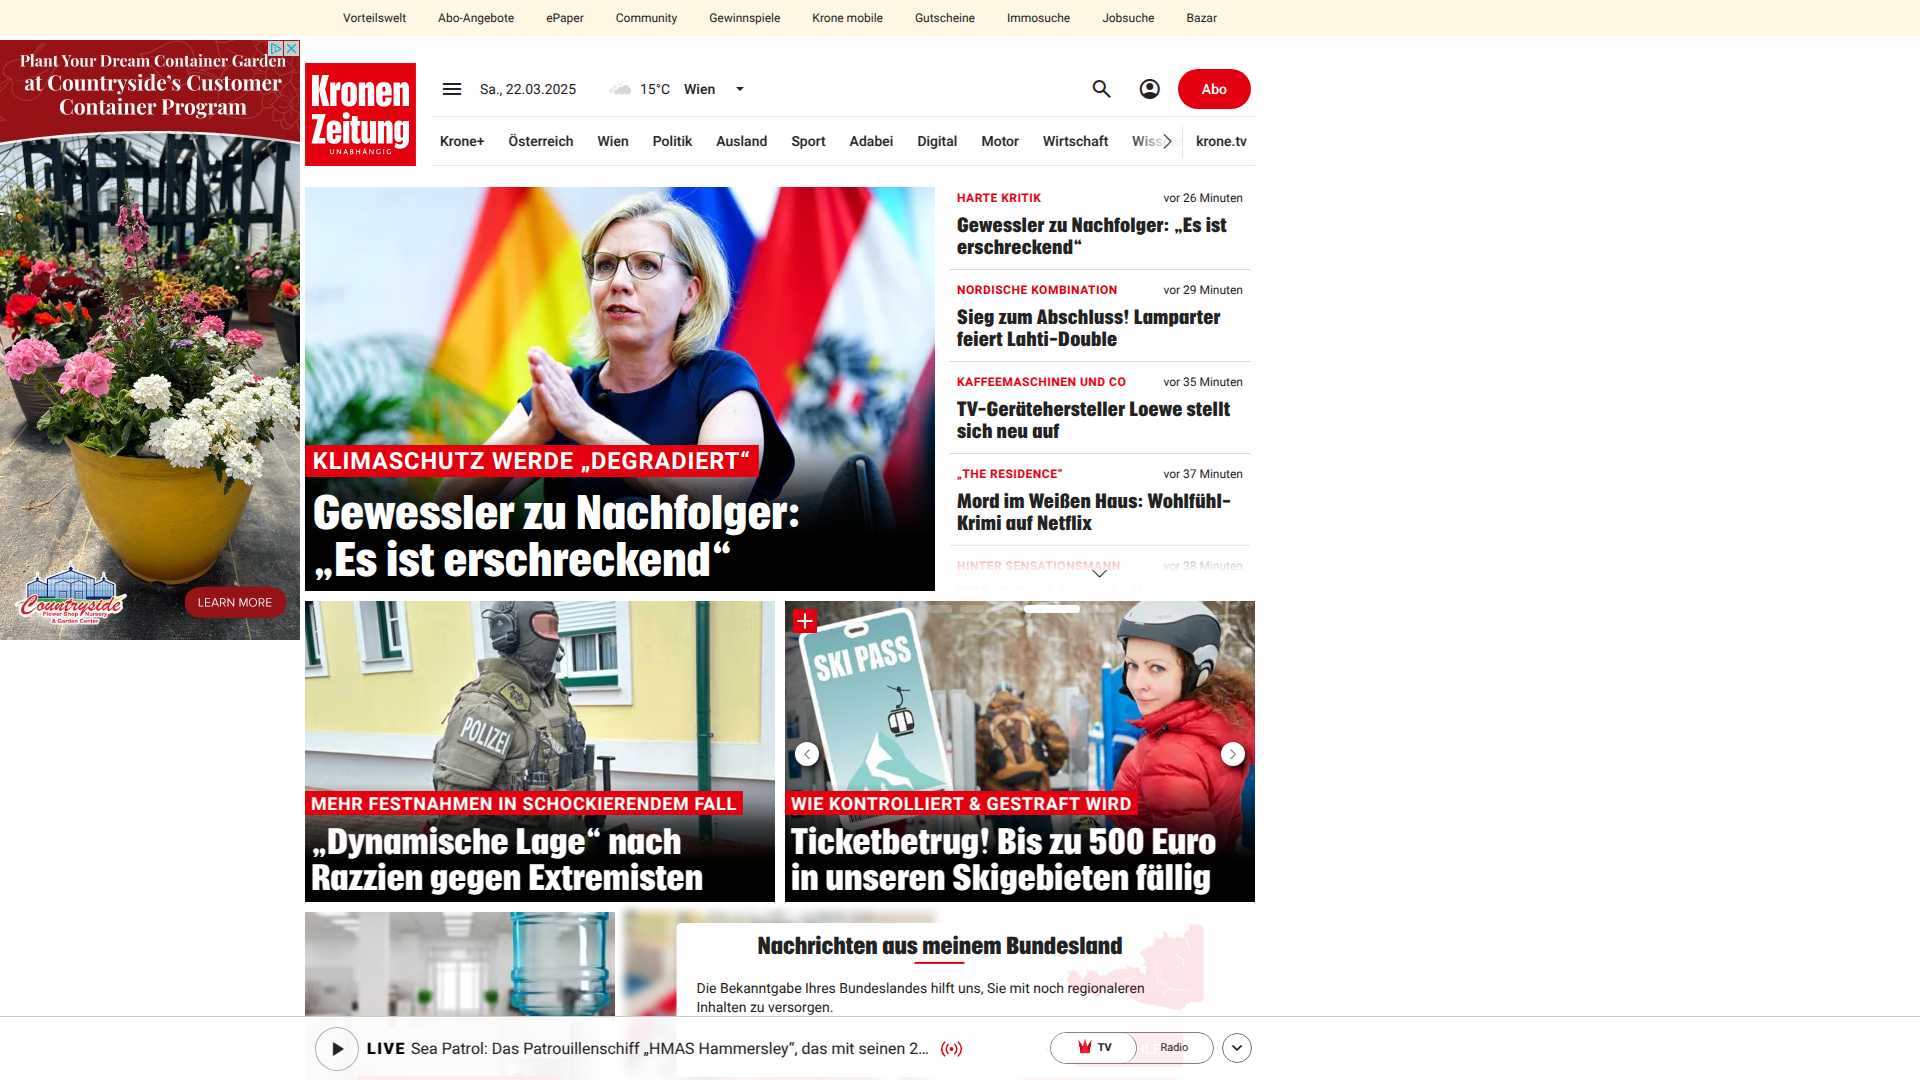 Vorteilswelt
Abo-Angebote
ePaper
Community
Gewinnspiele
Krone mobile
Gutscheine
Immosuche
Jobsuche
Bazar
Plant Your Dream Container Garden
at Countryside's Customer
Container Program
Countryside
Flower Shop Nursery
& Garden Center
LEARN MORE
Kronen
Zeitung
UNABHÄNGIG
Sa., 22.03.2025
15°C
Wien
Abo
Krone+
Österreich
Wien
Politik
Ausland
Sport
Adabei
Digital
Motor
Wirtschaft
Wiss
krone.tv
KLIMASCHUTZ WERDE „DEGRADIERT“
Gewessler zu Nachfolger:
„Es ist erschreckend“
HARTE KRITIK
vor 26 Minuten
Gewessler zu Nachfolger: „Es ist
erschreckend“
NORDISCHE KOMBINATION
vor 29 Minuten
Sieg zum Abschluss! Lamparter
feiert Lahti-Double
KAFFEEMASCHINEN UND CO
vor 35 Minuten
TV-Gerätehersteller Loewe stellt
sich neu auf
„THE RESIDENCE“
vor 37 Minuten
Mord im Weißen Haus: Wohlfühl-
Krimi auf Netflix
HINTER SENSATIONSMANN
vor 38 Minuten
POLIZEI
MEHR FESTNAHMEN IN SCHOCKIERENDEM FALL
„Dynamische Lage“ nach
Razzien gegen Extremisten
SKI PASS
WIE KONTROLLIERT & GESTRAFT WIRD
Ticketbetrug! Bis zu 500 Euro
in unseren Skigebieten fällig
Nachrichten aus meinem Bundesland
Die Bekanntgabe Ihres Bundeslandes hilft uns, Sie mit noch regionaleren
Inhalten zu versorgen.
LIVE Sea Patrol: Das Patrouillenschiff „HMAS Hammersley“, das mit seinen 2...
TV
Radio